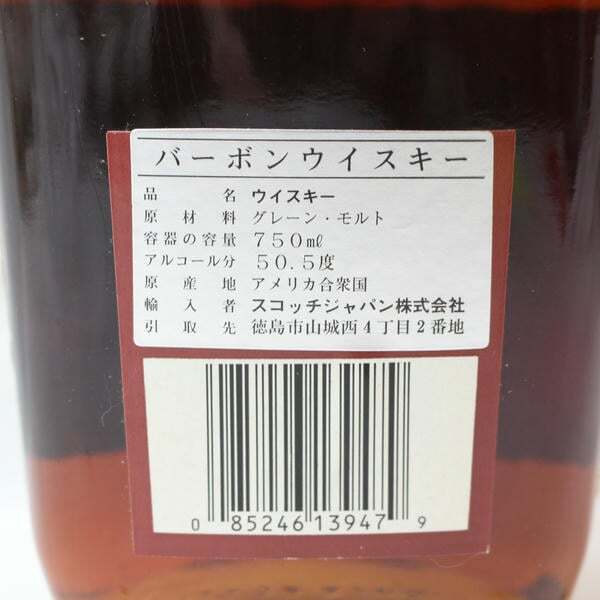 バーボンウイスキー
品名 ウイスキー
原材料 グレーン・モルト
容器の容量 750㎖
アルコール分 50.5度
原産地 アメリカ合衆国
輸入者 スコッチジャパン株式会社
引取先 徳島市山城西4丁目2番地
0 85246 13947 9